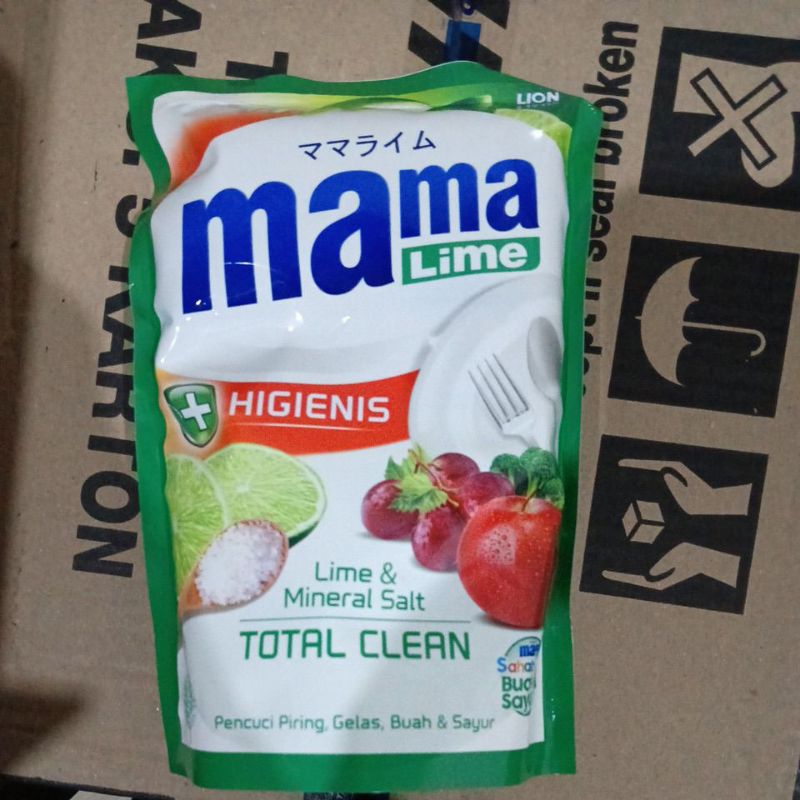 LION
ママライム
mama
Lime
HIGIENIS
Lime &
Mineral Salt
TOTAL CLEAN
Pencuci Piring, Gelas, Buah & Sayur
KARTON
seal broken